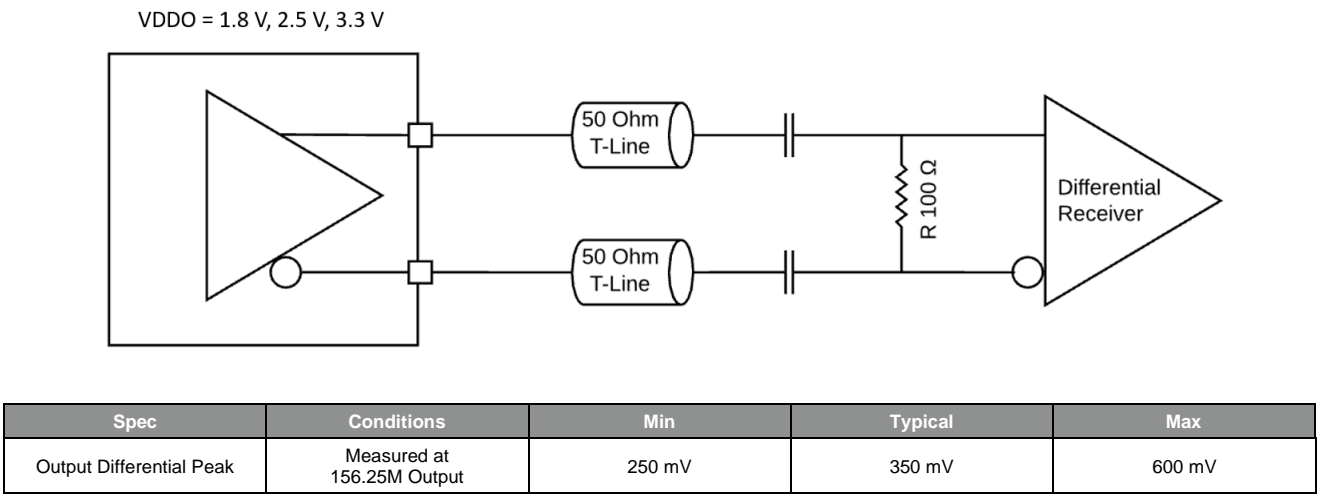 VDDO = 1.8 V, 2.5 V, 3.3 V
50 Ohm
T-Line
R 100 Ω
Differential
Receiver
50 Ohm
T-Line
Spec Conditions Min Typical Max
Output Differential Peak Measured at
156.25M Output 250 mV 350 mV 600 mV